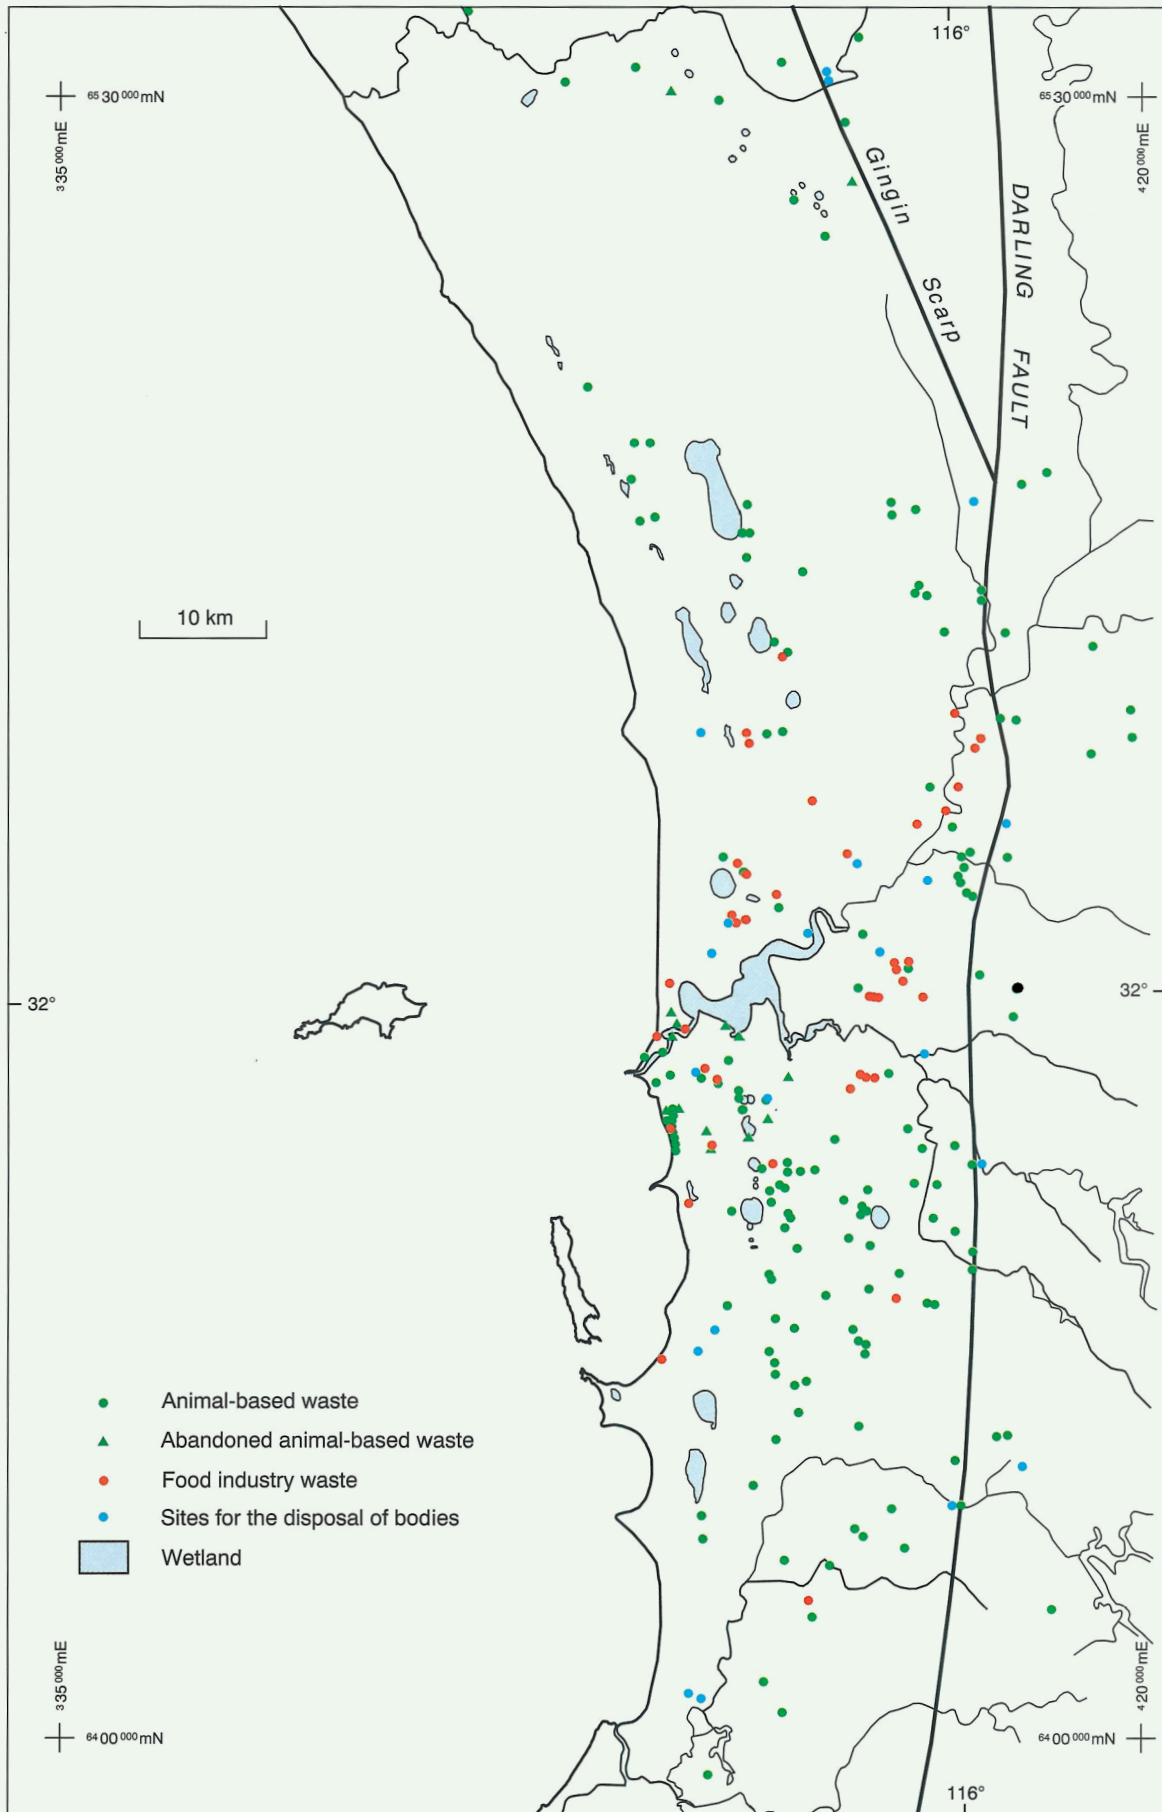 116°
65 30 000 mN
65 30 000 mN
3 35 000 mE
4 20 000 mE
Gingin Scarp
DARLING FAULT
10 km
32°
32°
Animal-based waste
Abandoned animal-based waste
Food industry waste
Sites for the disposal of bodies
Wetland
3 35 000 mE
4 20 000 mE
64 00 000 mN
64 00 000 mN
116°